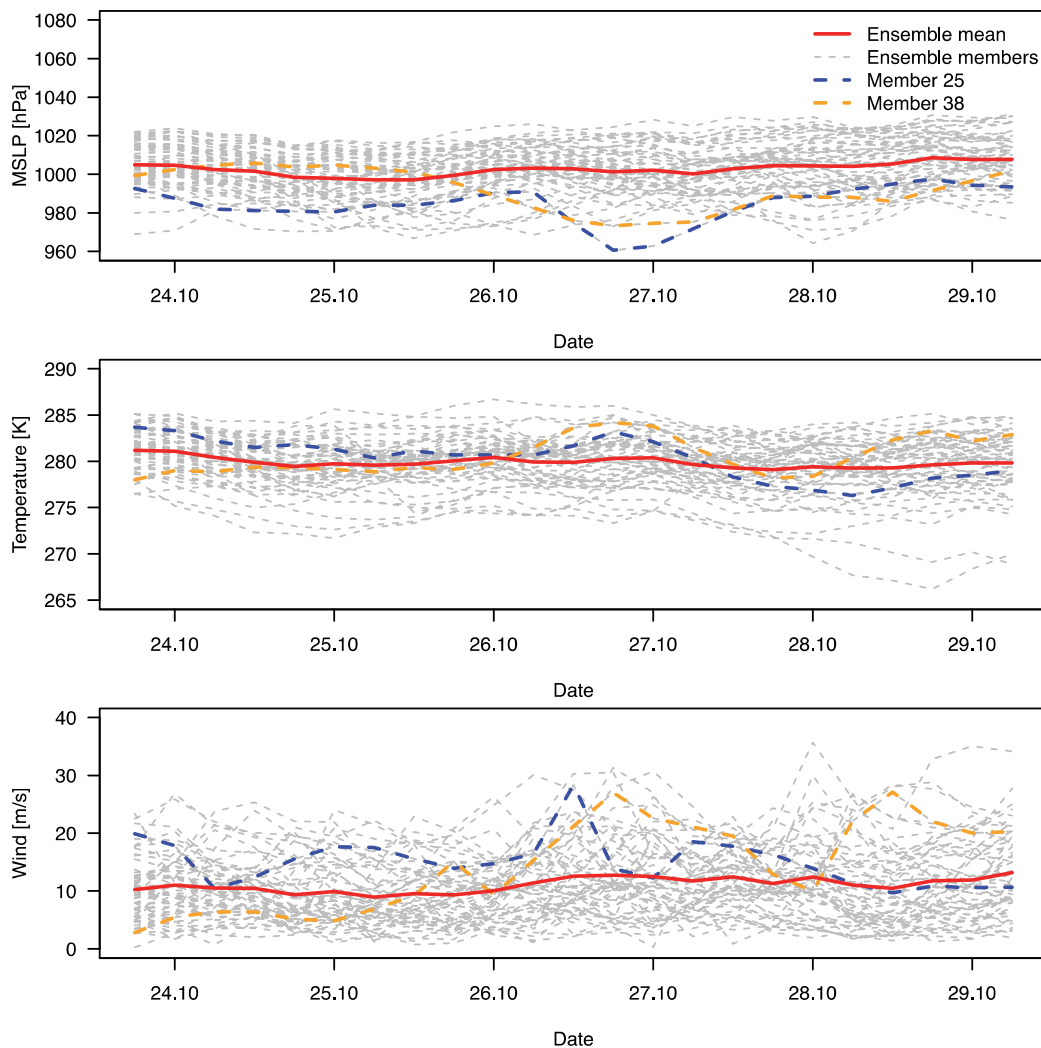 1080
1060
1040
1020
1000
980
960
MSLP [hPa]
Ensemble mean
Ensemble members
Member 25
Member 38
24.10 25.10 26.10 27.10 28.10 29.10
Date
290
285
280
275
270
265
Temperature [K]
24.10 25.10 26.10 27.10 28.10 29.10
Date
40
30
20
10
0
Wind [m/s]
24.10 25.10 26.10 27.10 28.10 29.10
Date